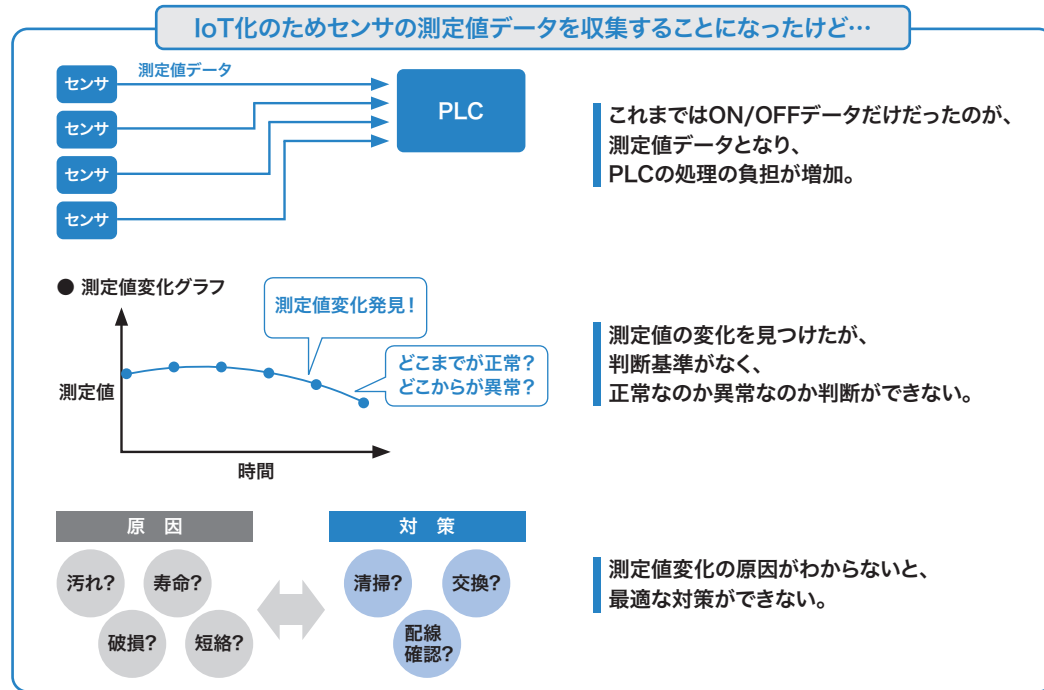 IoT化のためセンサの測定値データを収集することになったけど…
センサ
測定値データ
センサ
センサ
センサ
PLC
これまではON/OFFデータだけだったのが、
測定値データとなり、
PLCの処理の負担が増加。
● 測定値変化グラフ
測定値変化発見！
どこまでが正常？
どこからが異常？
測定値
時間
測定値の変化を見つけたが、
判断基準がなく、
正常なのか異常なのか判断ができない。
原　因
汚れ？
寿命？
破損？
短絡？
対　策
清掃？
交換？
配線
確認？
測定値変化の原因がわからないと、
最適な対策ができない。